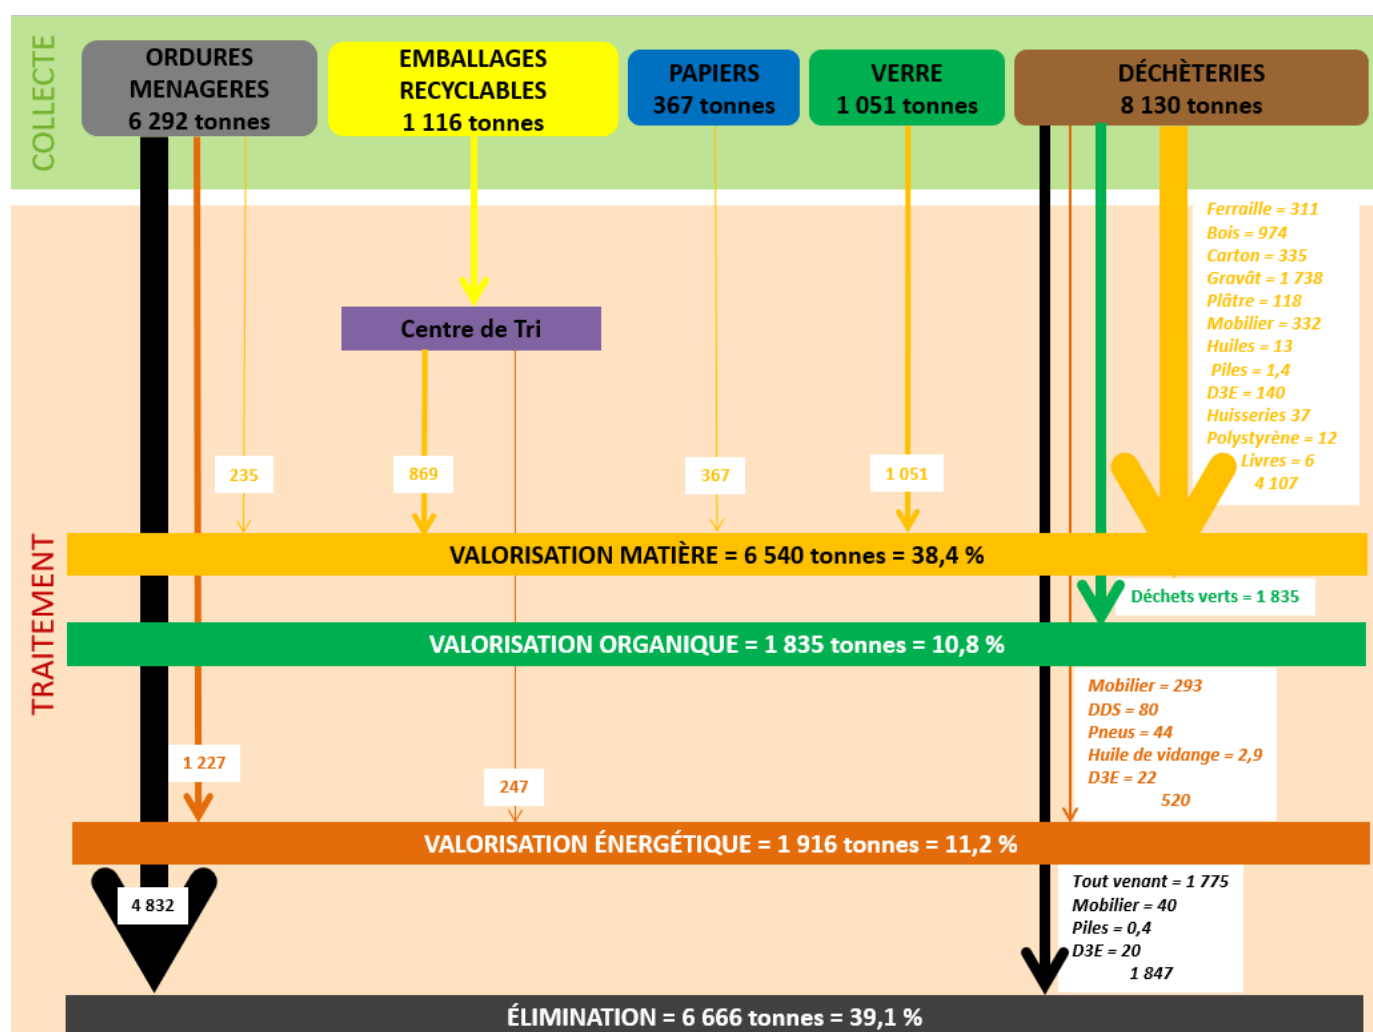 COLLECTE
ORDURES
MENAGERES
6 292 tonnes
EMBALLAGES
RECYCLABLES
1 116 tonnes
PAPIERS
367 tonnes
VERRE
1 051 tonnes
DÉCHÈTERIES
8 130 tonnes
Ferraille = 311
Bois = 974
Carton = 335
Gravât = 1 738
Plâtre = 118
Mobilier = 332
Huiles = 13
Piles = 1,4
D3E = 140
Huisseries 37
Polystyrène = 12
Livres = 6
4 107
Centre de Tri
235
869
367
1 051
TRAITEMENT
VALORISATION MATIÈRE = 6 540 tonnes = 38,4 %
Déchets verts = 1 835
VALORISATION ORGANIQUE = 1 835 tonnes = 10,8 %
Mobilier = 293
DDS = 80
Pneus = 44
Huile de vidange = 2,9
D3E = 22
520
1 227
247
VALORISATION ÉNERGÉTIQUE = 1 916 tonnes = 11,2 %
4 832
Tout venant = 1 775
Mobilier = 40
Piles = 0,4
D3E = 20
1 847
ÉLIMINATION = 6 666 tonnes = 39,1 %